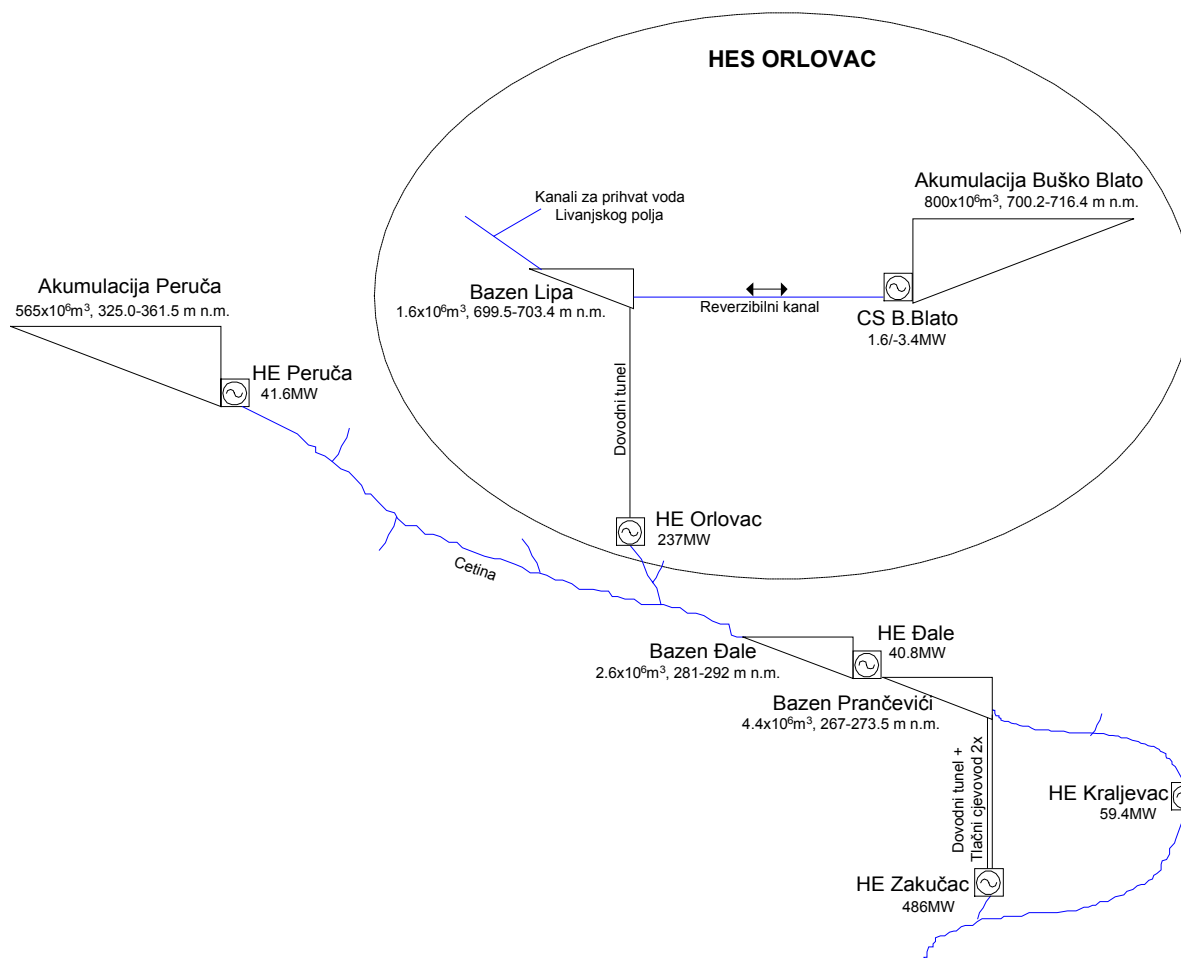 HES ORLOVAC
Kanali za prihvat voda
Livanjskog polja
Akumulacija Buško Blato
800x10⁶m³, 700.2-716.4 m n.m.
Akumulacija Peruča
565x10⁶m³, 325.0-361.5 m n.m.
Bazen Lipa
1.6x10⁶m³, 699.5-703.4 m n.m.
Reverzibilni kanal
CS B.Blato
1.6/-3.4MW
HE Peruča
41.6MW
Dovodni tunel
HE Orlovac
237MW
Cetina
HE Đale
40.8MW
Bazen Đale
2.6x10⁶m³, 281-292 m n.m.
Bazen Prančevići
4.4x10⁶m³, 267-273.5 m n.m.
Dovodni tunel +
Tlačni cjevovod 2x
HE Kraljevac
59.4MW
HE Zakučac
486MW